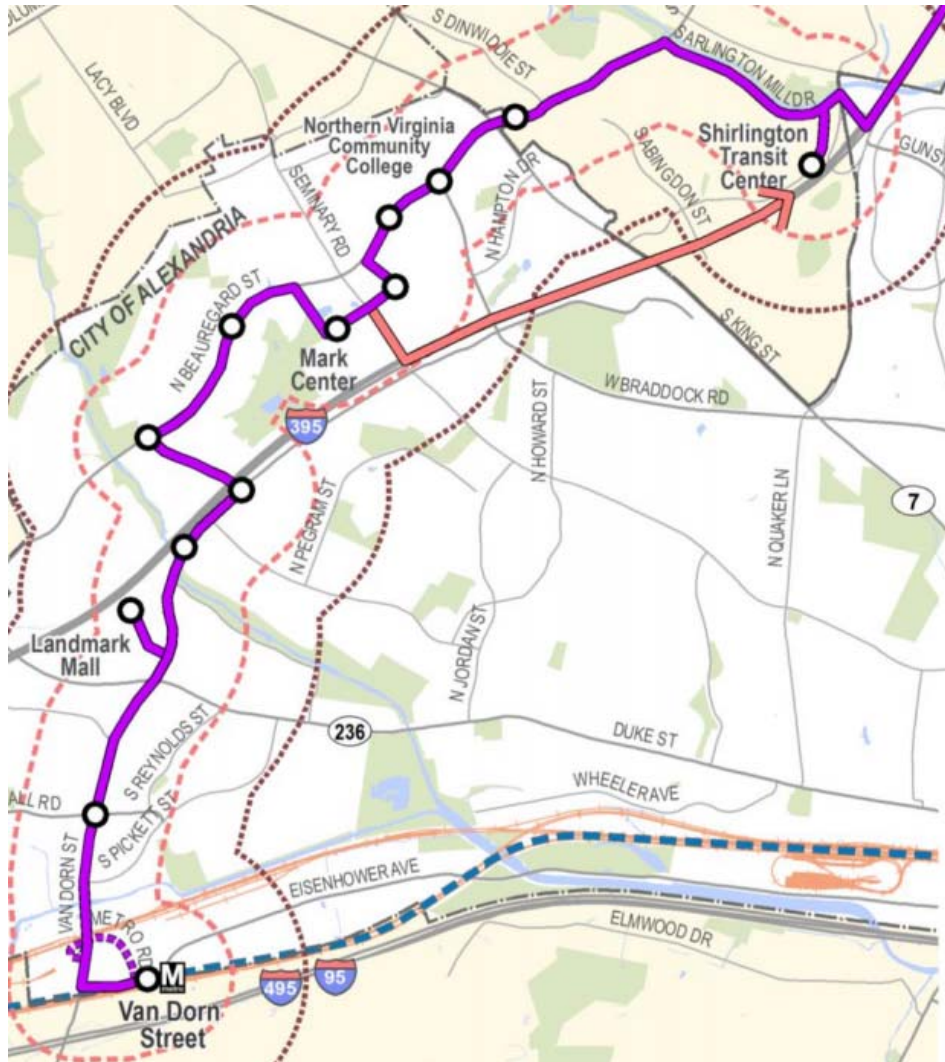 COLUM
S DINWIDDIE ST
LACY BLVD
S ARLINGTON MILL DR
Northern Virginia
Community
College
Shirlington
Transit
Center
GUNS
SEMINARY RD
N HAMPTON DR
S ABINGDON ST
CITY OF ALEXANDRIA
N BEAUREGARD ST
S KING ST
Mark
Center
W BRADDOCK RD
395
N HOWARD ST
N PEGRAM ST
N QUAKER LN
7
Landmark
Mall
N JORDAN ST
S REYNOLDS ST
236
DUKE ST
WHEELER AVE
ALL RD
S PICKETT ST
VAN DORN ST
EISENHOWER AVE
METRO RD
ELMWOOD DR
M
metro
495
95
Van Dorn
Street